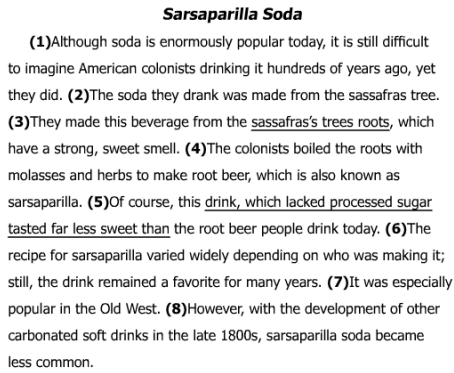 Sarsaparilla Soda
(1)Although soda is enormously popular today, it is still difficult
to imagine American colonists drinking it hundreds of years ago, yet
they did. (2)The soda they drank was made from the sassafras tree.
(3)They made this beverage from the sassafras's trees roots, which
have a strong, sweet smell. (4)The colonists boiled the roots with
molasses and herbs to make root beer, which is also known as
sarsaparilla. (5)Of course, this drink, which lacked processed sugar
tasted far less sweet than the root beer people drink today. (6)The
recipe for sarsaparilla varied widely depending on who was making it;
still, the drink remained a favorite for many years. (7)It was especially
popular in the Old West. (8)However, with the development of other
carbonated soft drinks in the late 1800s, sarsaparilla soda became
less common.